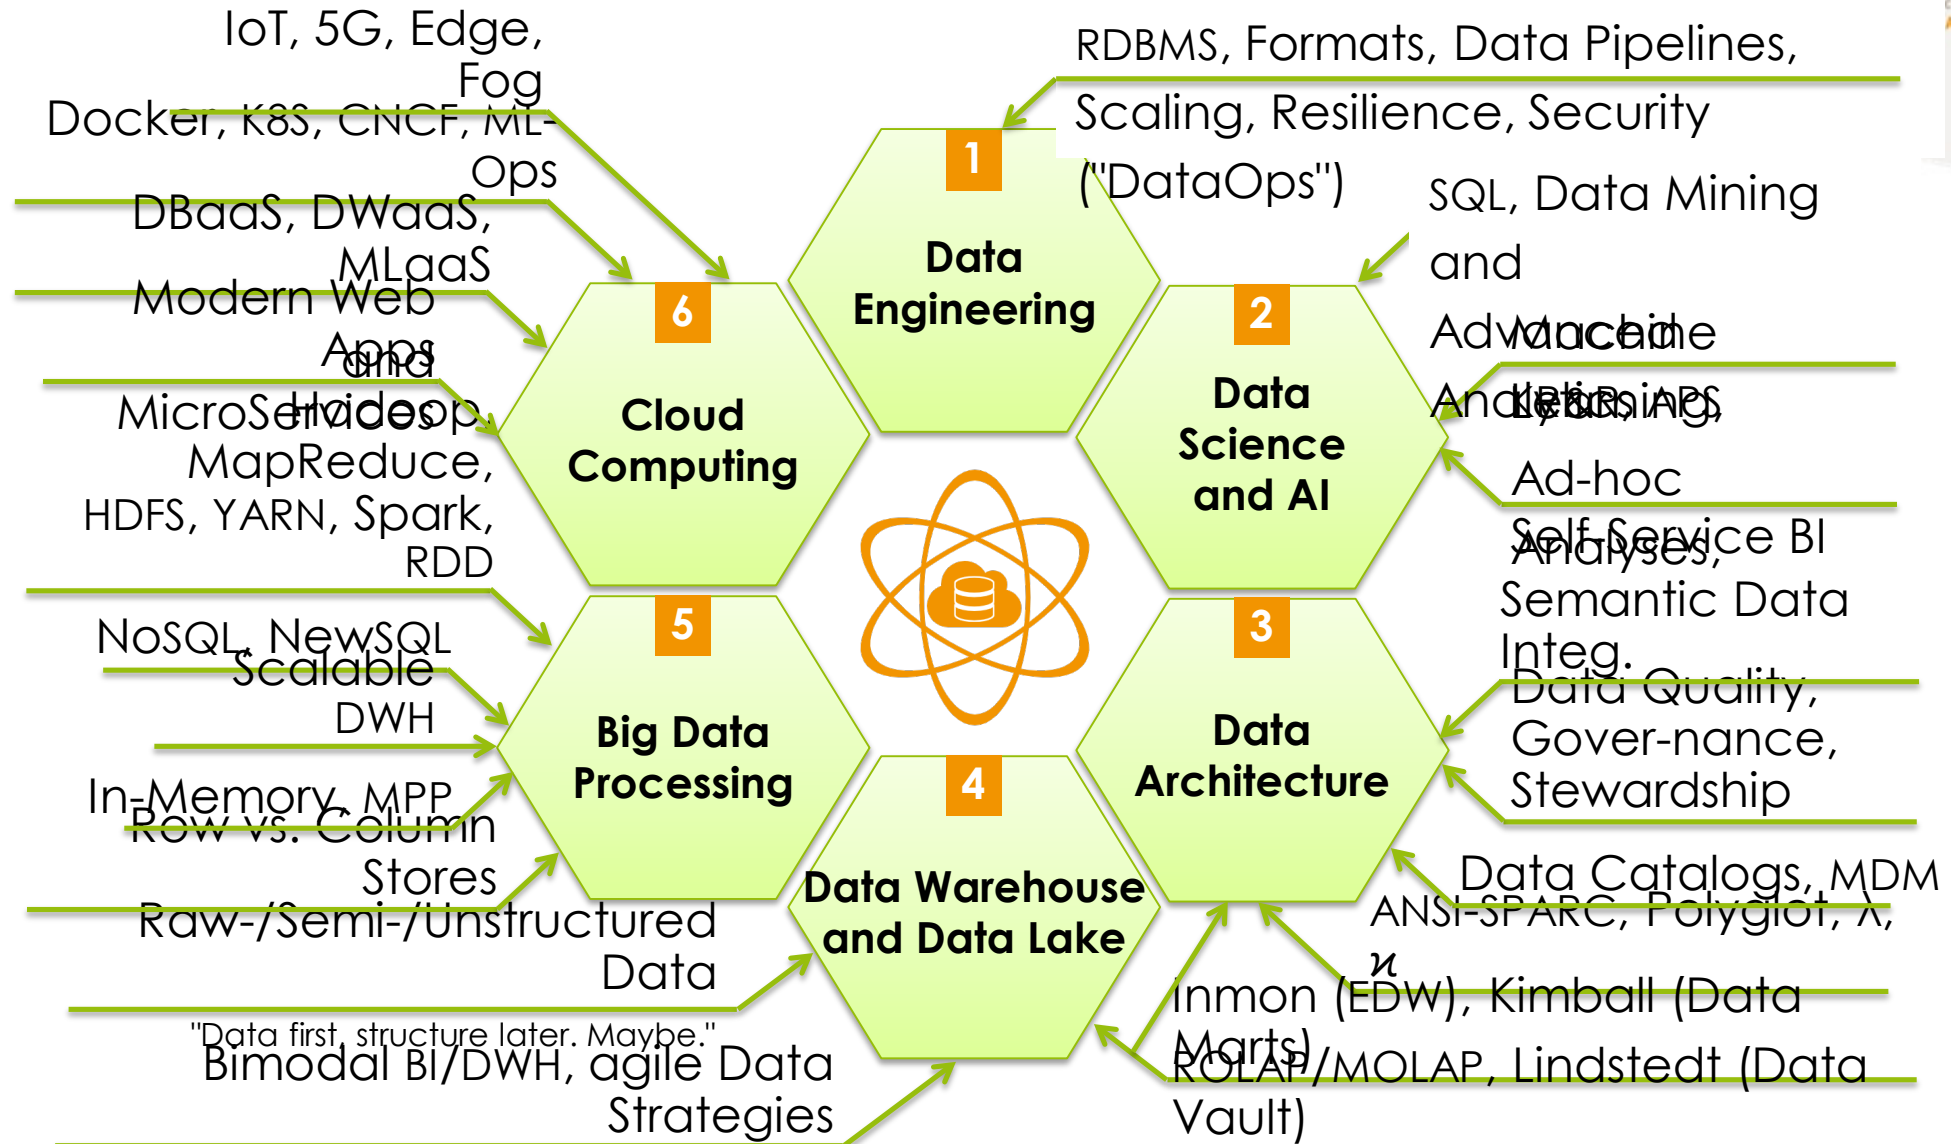 IoT, 5G, Edge,
Fog
Docker, K8S, CNCF, ML-
Ops
DBaaS, DWaaS,
MLaaS
Modern Web
Apps
and
MicroServices
Hadoop,
MapReduce,
HDFS, YARN, Spark,
RDD
NoSQL, NewSQL
Scalable
DWH
In-Memory, MPP
Row vs. Column
Stores
Raw-/Semi-/Unstructured
Data
"Data first, structure later. Maybe."
Bimodal BI/DWH, agile Data
Strategies
RDBMS, Formats, Data Pipelines,
Scaling, Resilience, Security
("DataOps")
SQL, Data Mining
and
Advanced
Analytics
Machine
Learning,
Ad-hoc
Analyses,
Self-Service BI
Semantic Data
Integ.
Data Quality,
Gover-nance,
Stewardship
Data Catalogs, MDM
ANSI-SPARC, Polyglot, λ,
ϰ
Inmon (EDW), Kimball (Data
Marts)
ROLAP/MOLAP, Lindstedt (Data
Vault)
1
Data
Engineering
2
Data
Science
and AI
3
Data
Architecture
4
Data Warehouse
and Data Lake
5
Big Data
Processing
6
Cloud
Computing